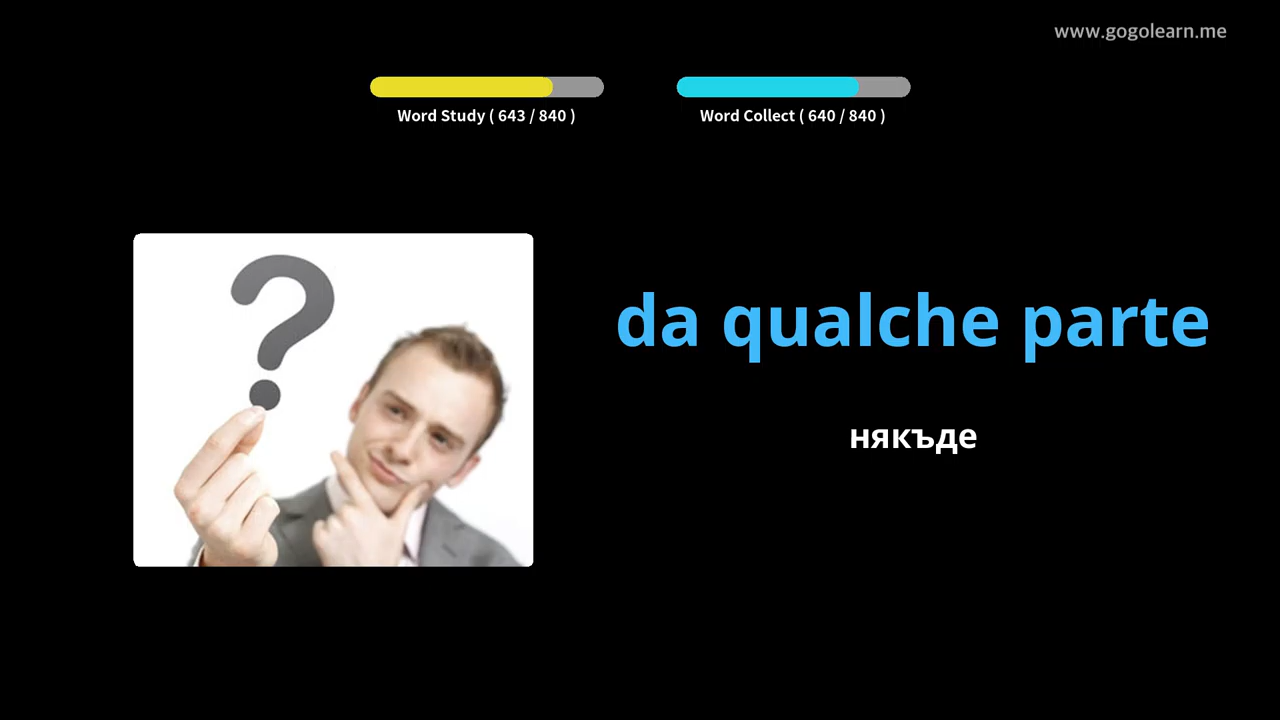 www.gogolearn.me
Word Study ( 643 / 840 )
Word Collect ( 640 / 840 )
da qualche parte
някъде